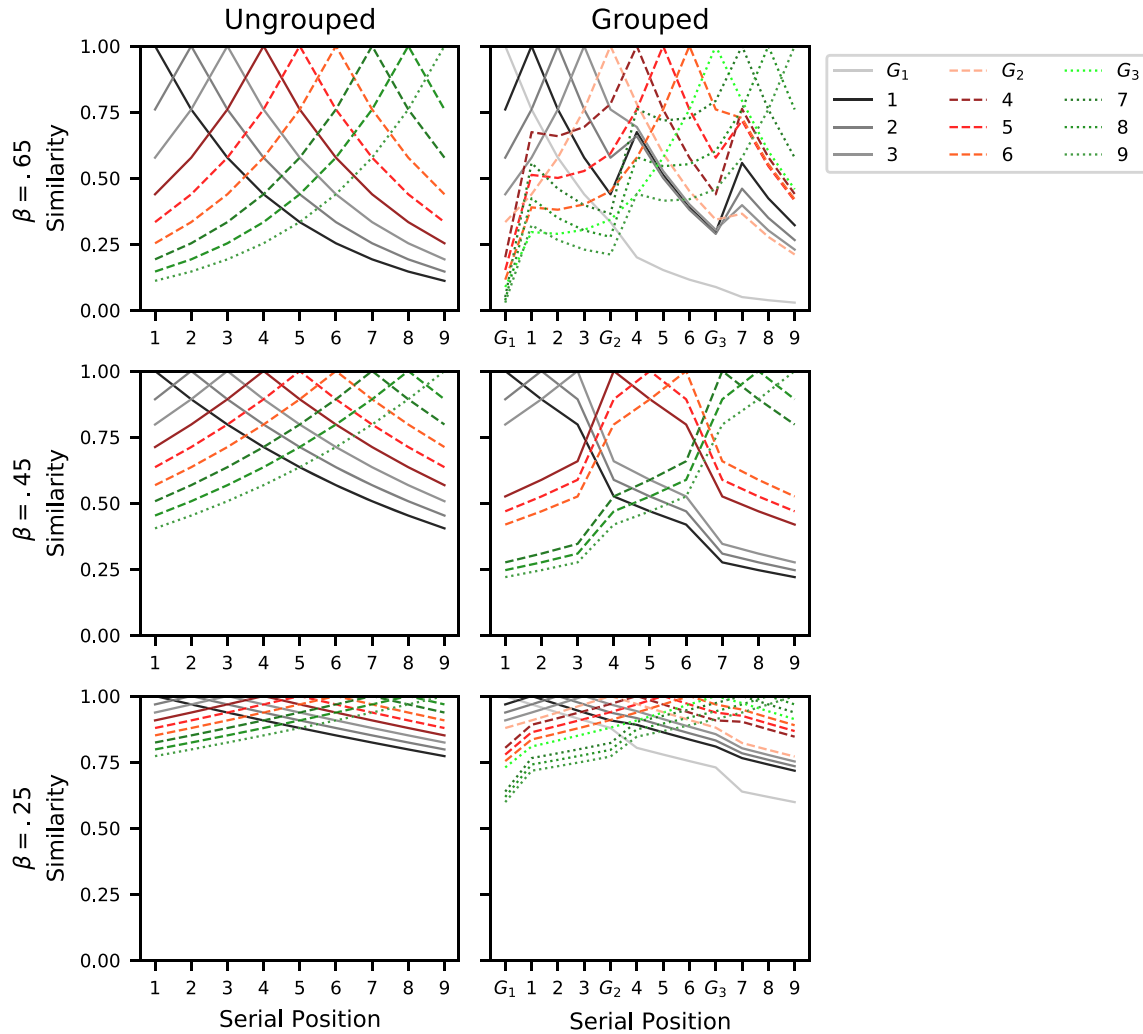 Ungrouped Grouped
β = .65
Similarity
1.00
0.75
0.50
0.25
0.00
1 2 3 4 5 6 7 8 9
G1 1 2 3 G2 4 5 6 G3 7 8 9
G1 G2 G3
1 4 7
2 5 8
3 6 9
β = .45
Similarity
1.00
0.75
0.50
0.25
0.00
1 2 3 4 5 6 7 8 9
1 2 3 4 5 6 7 8 9
β = .25
Similarity
1.00
0.75
0.50
0.25
0.00
1 2 3 4 5 6 7 8 9
G1 1 2 3 G2 4 5 6 G3 7 8 9
Serial Position Serial Position